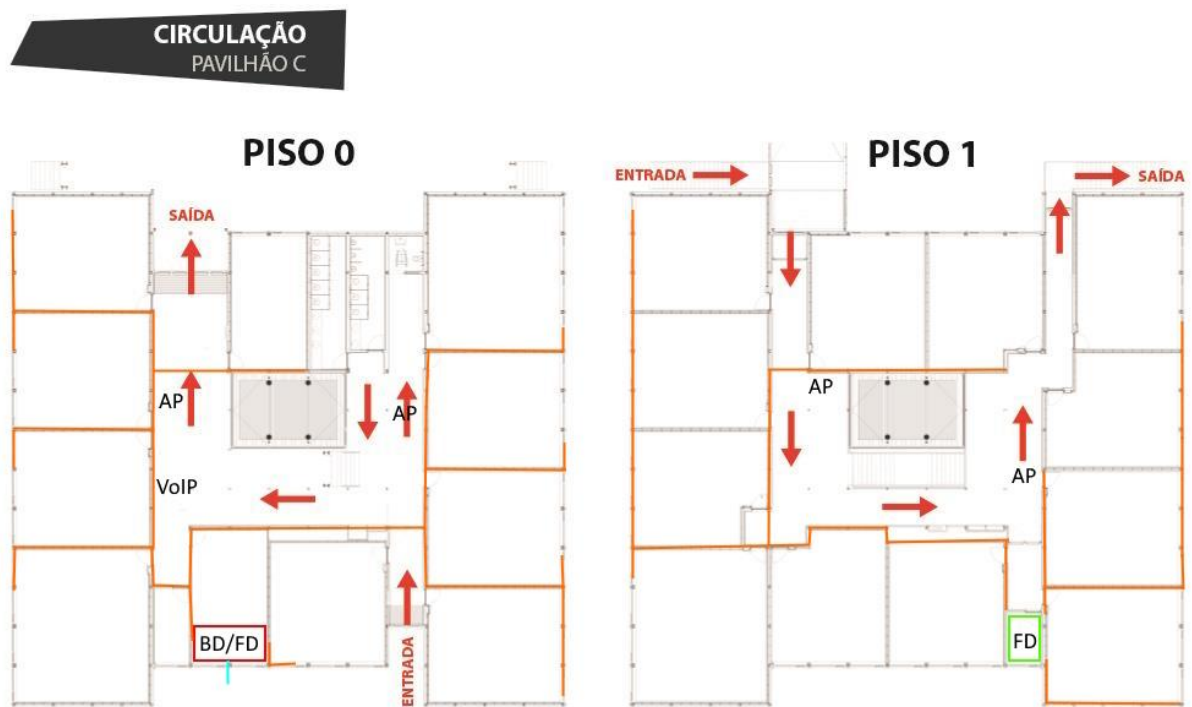 CIRCULAÇÃO
PAVILHÃO C
PISO 0
SAÍDA
AP
AP
VoIP
BD/FD
ENTRADA
PISO 1
ENTRADA
SAÍDA
AP
AP
FD